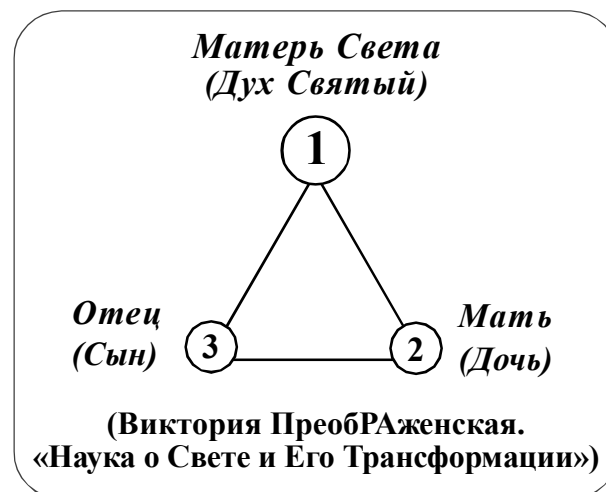 Матерь Света
(Дух Святый)
1
Отец
(Сын)
3
2
Мать
(Дочь)
(Виктория ПреобРАженская.
«Наука о Свете и Его Трансформации»)